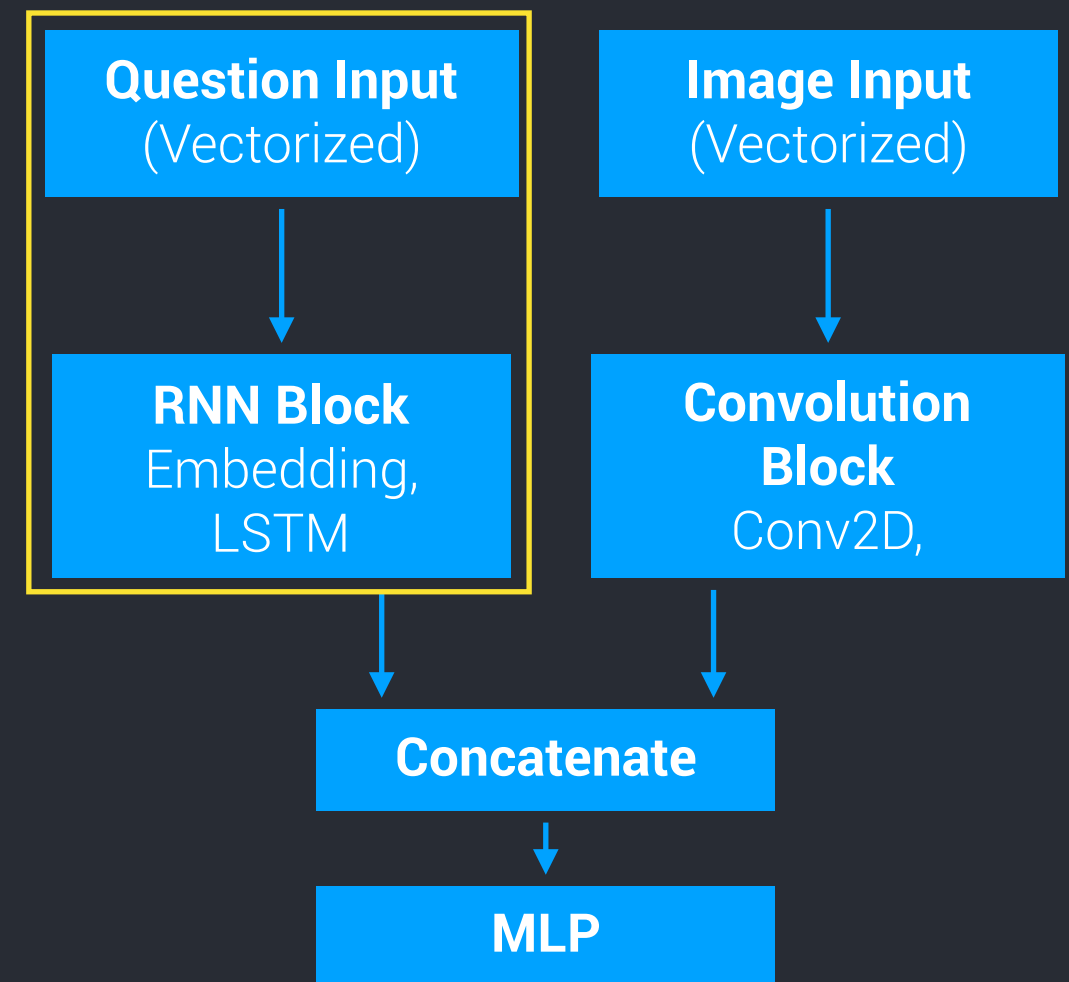 Question Input
(Vectorized)
Image Input
(Vectorized)
RNN Block
Embedding,
LSTM
Convolution
Block
Conv2D,
Concatenate
MLP